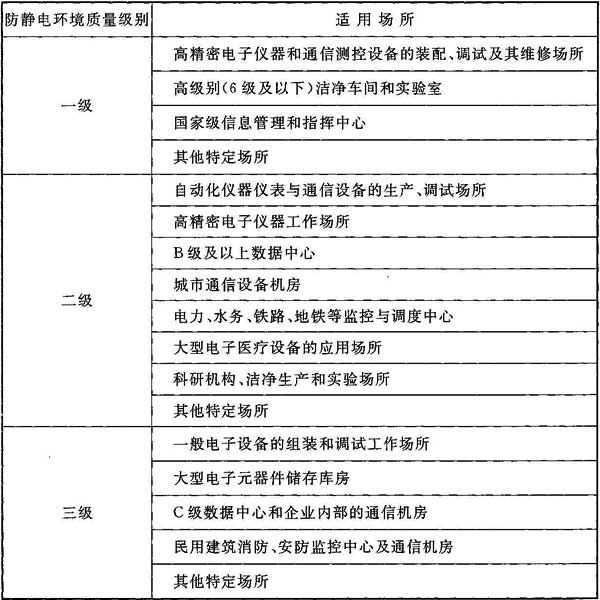 防静电环境质量级别 适用场所
一级
高精密电子仪器和通信测控设备的装配、调试及其维修场所
高级别(6级及以下)洁净车间和实验室
国家级信息管理和指挥中心
其他特定场所
二级
自动化仪器仪表与通信设备的生产、调试场所
高精密电子仪器工作场所
B级及以上数据中心
城市通信设备机房
电力、水务、铁路、地铁等监控与调度中心
大型电子医疗设备的应用场所
科研机构、洁净生产和实验场所
其他特定场所
三级
一般电子设备的组装和调试工作场所
大型电子元器件储存库房
C级数据中心和企业内部的通信机房
民用建筑消防、安防监控中心及通信机房
其他特定场所